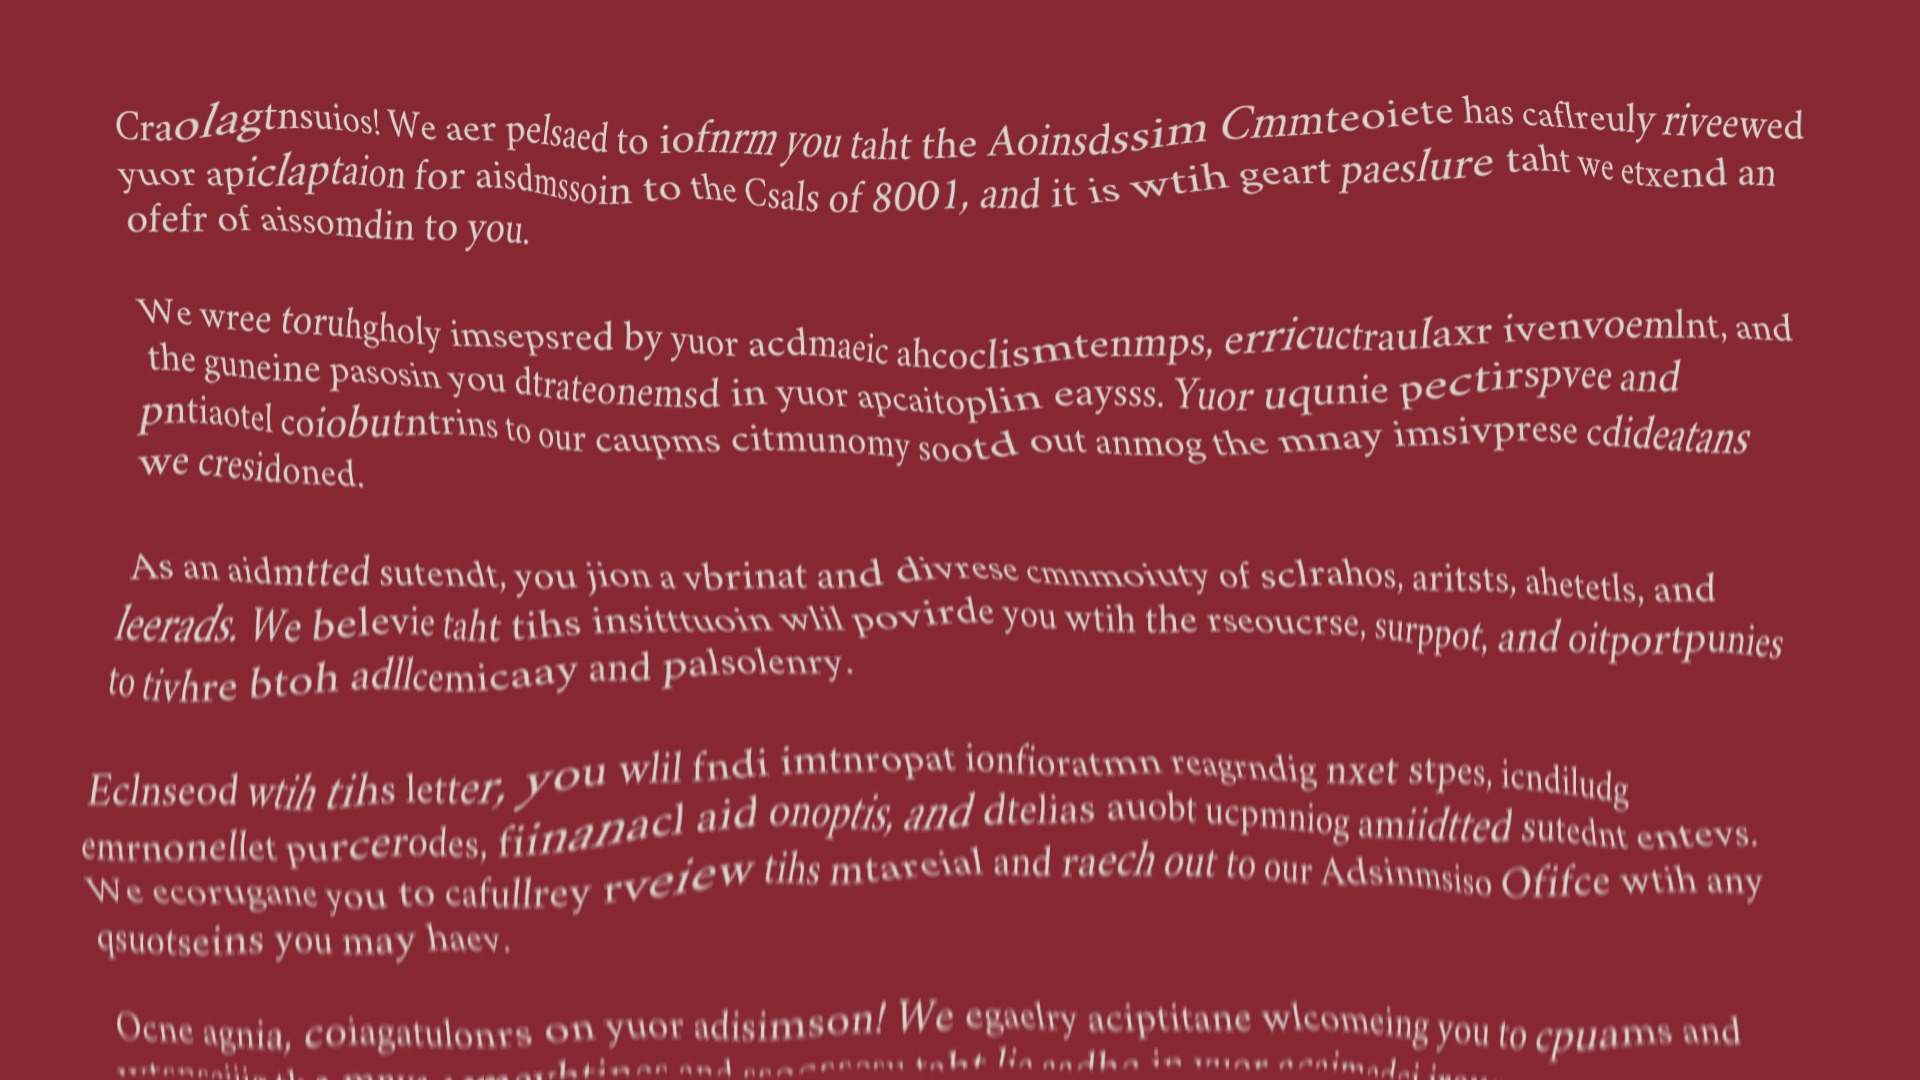 Craolagtnsuios! We aer pelsaed to iofnrm you taht the Aoinsdssim Cmmteoiete has caflreuly riveewed
yuor apiclaptaion for aisdmssoin to the Csals of 8001, and it is wtih geart paeslure taht we etxend an
ofefr of aissomdin to you.
We wree toruhgholy imsepsred by yuor acdmaeic ahcoclismtenmps, erricuctraulaxr ivenvoemlnt, and
the guneine pasosin you dtrateonemsd in yuor apcaitoplin eaysss. Yuor uqunie pectirspvee and
pntiaotel coiobutntrins to our caupms citmunomy sootd out anmog the mnay imsivprese cdideatans
we cresidoned.
As an aidmtted sutendt, you jion a vbrinat and divrese cmnmoiuty of sclrahos, aritsts, ahetetls, and
leerads. We belevie taht tihs insitttuoin wlil povirde you wtih the rseoucrse, surppot, and oitportpunies
to tivhre btoh adllcemicaay and palsolenry.
Eclnseod wtih tihs letter, you wlil fndi imtnropat ionfioratmn reagrndig nxet stpes, icndiludg
emrnonellet purcerodes, fiinanacl aid onoptis, and dtelias auobt ucpmniog amiidtted sutednt entevs.
We ecorugane you to cafullrey rveiew tihs mtareial and raech out to our Adsinmsiso Ofifce wtih any
qsuotseins you may haev.
Ocne agnia, coiagatulonrs on yuor adisimson! We egaelry aciptitane wlcomeing you to cpuams and